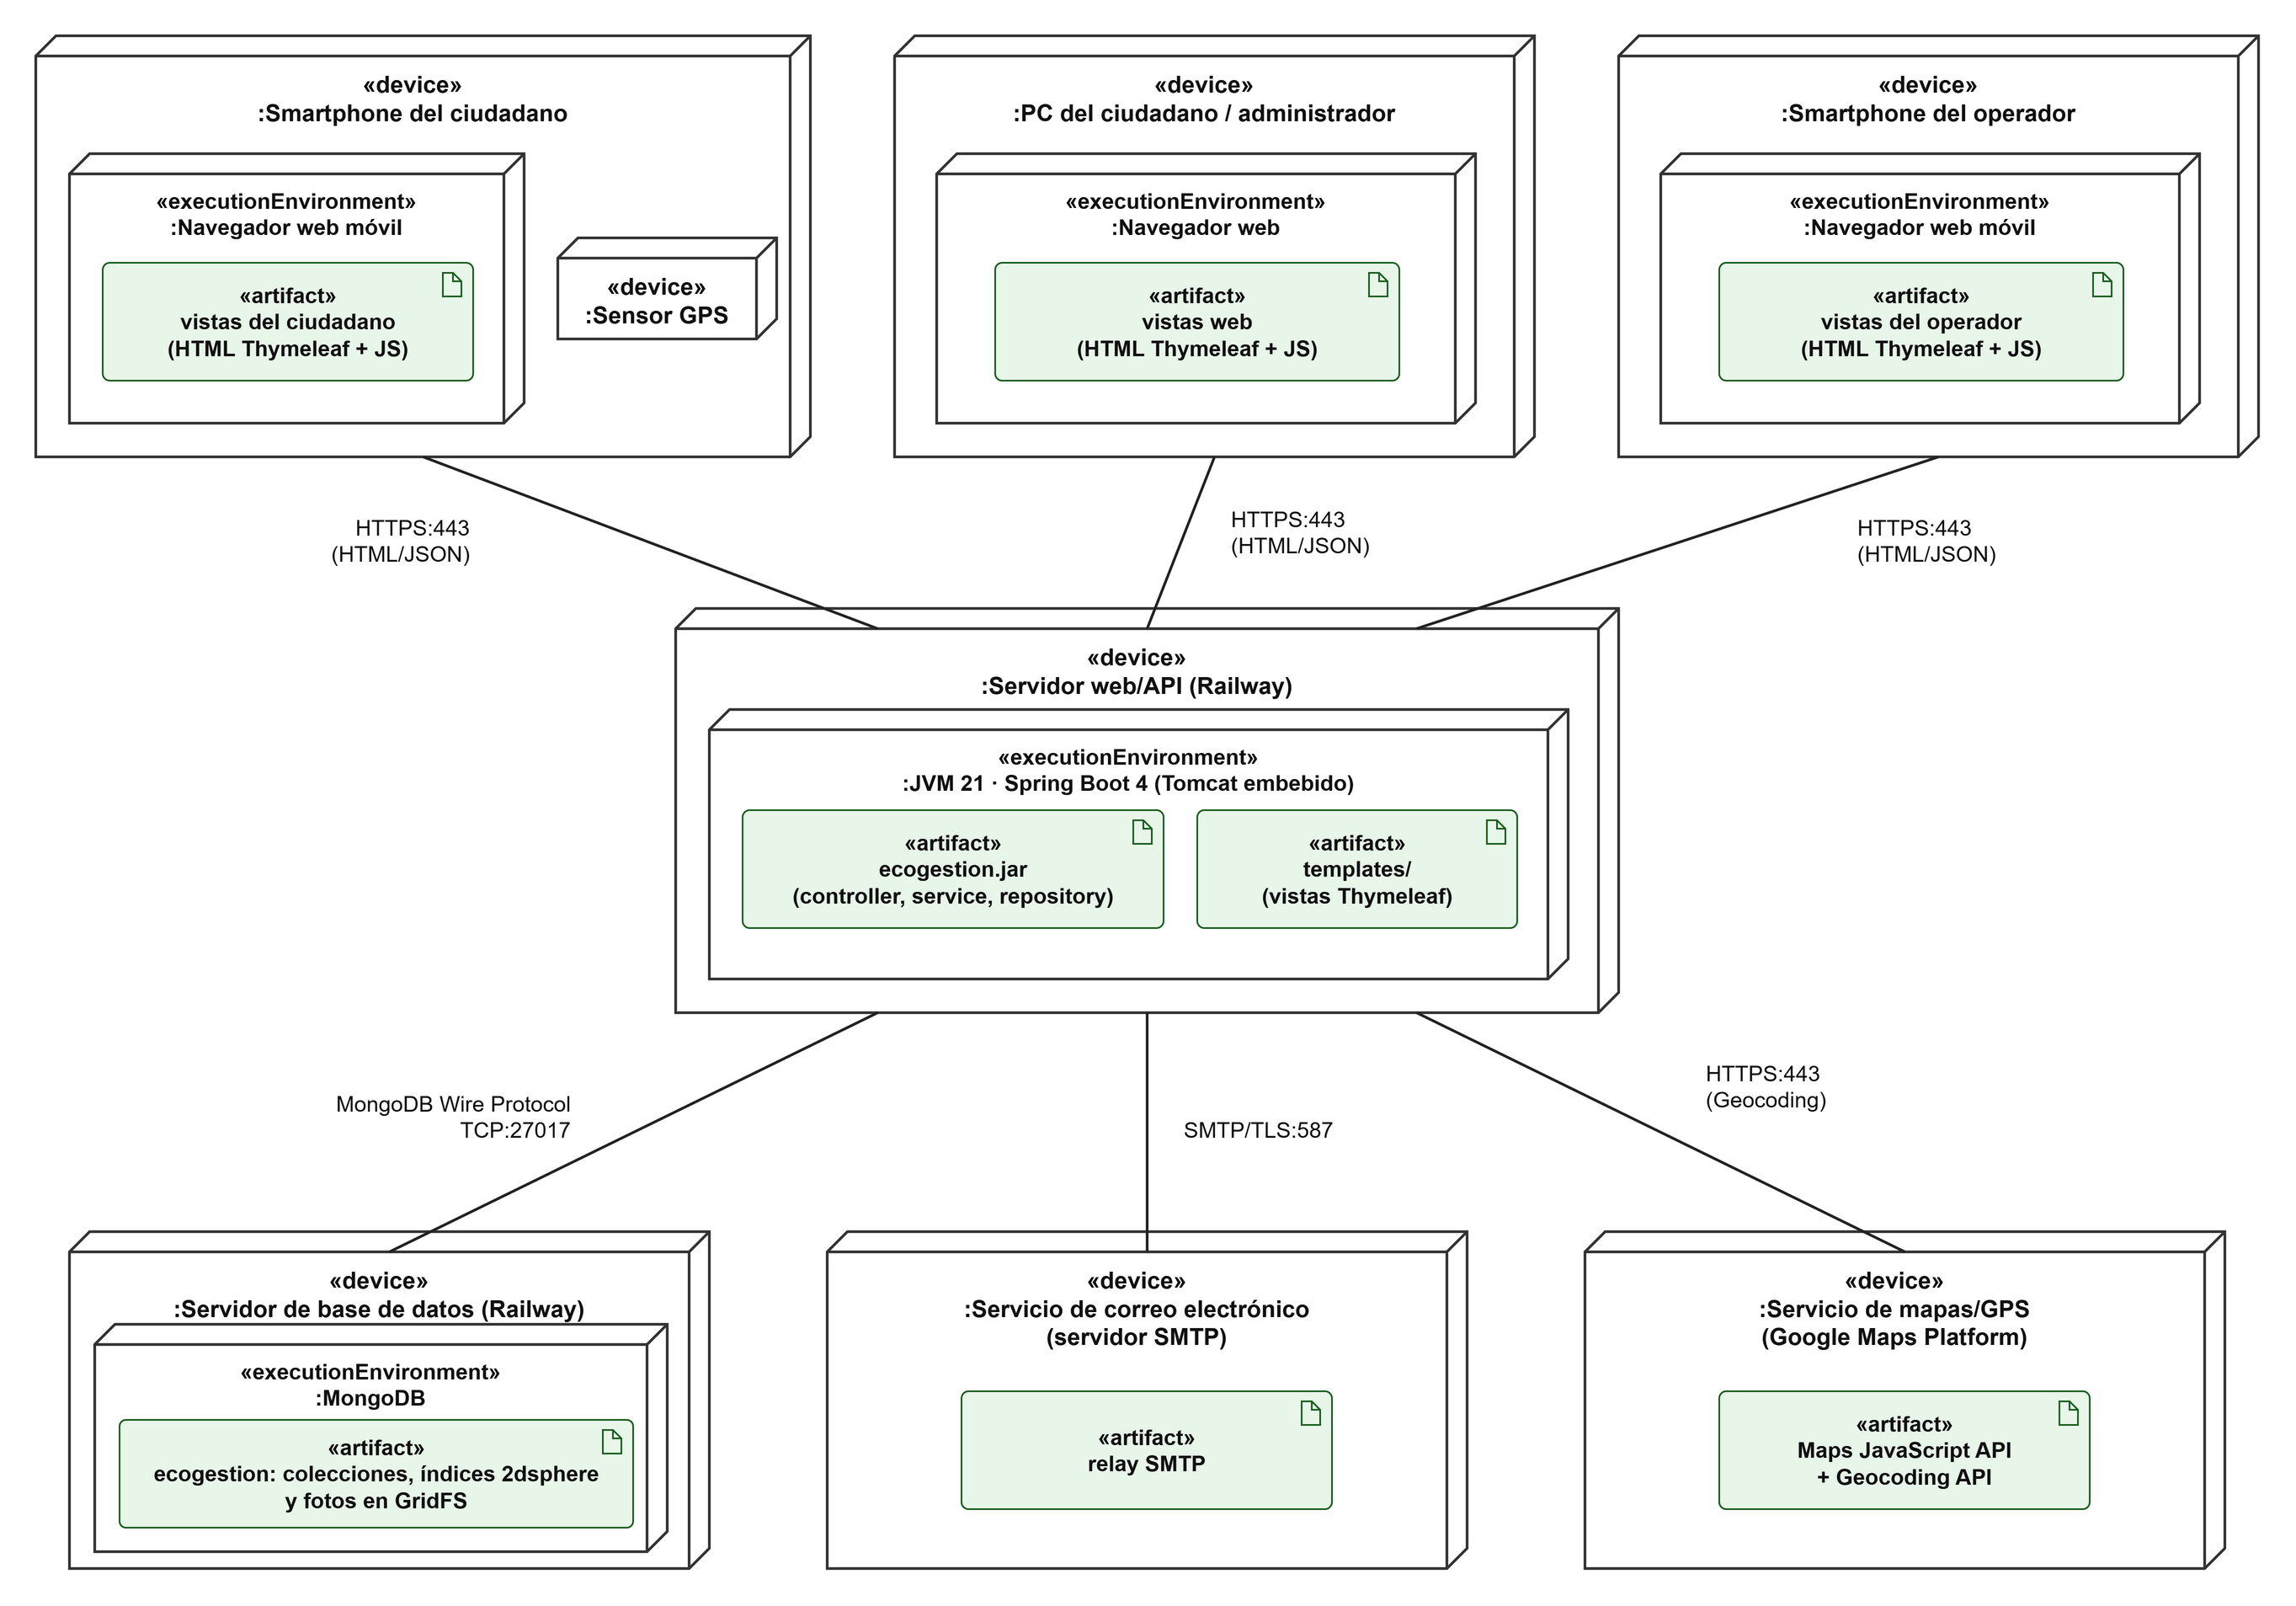 «device»
:Smartphone del ciudadano
«executionEnvironment»
:Navegador web móvil
«artifact»
vistas del ciudadano
(HTML Thymeleaf + JS)
«device»
:Sensor GPS
«device»
:PC del ciudadano / administrador
«executionEnvironment»
:Navegador web
«artifact»
vistas web
(HTML Thymeleaf + JS)
«device»
:Smartphone del operador
«executionEnvironment»
:Navegador web móvil
«artifact»
vistas del operador
(HTML Thymeleaf + JS)
HTTPS:443
(HTML/JSON)
HTTPS:443
(HTML/JSON)
HTTPS:443
(HTML/JSON)
«device»
:Servidor web/API (Railway)
«executionEnvironment»
:JVM 21 · Spring Boot 4 (Tomcat embebido)
«artifact»
ecogestion.jar
(controller, service, repository)
«artifact»
templates/
(vistas Thymeleaf)
MongoDB Wire Protocol
TCP:27017
SMTP/TLS:587
HTTPS:443
(Geocoding)
«device»
:Servidor de base de datos (Railway)
«executionEnvironment»
:MongoDB
«artifact»
ecogestion: colecciones, índices 2dsphere
y fotos en GridFS
«device»
:Servicio de correo electrónico
(servidor SMTP)
«artifact»
relay SMTP
«device»
:Servicio de mapas/GPS
(Google Maps Platform)
«artifact»
Maps JavaScript API
+ Geocoding API